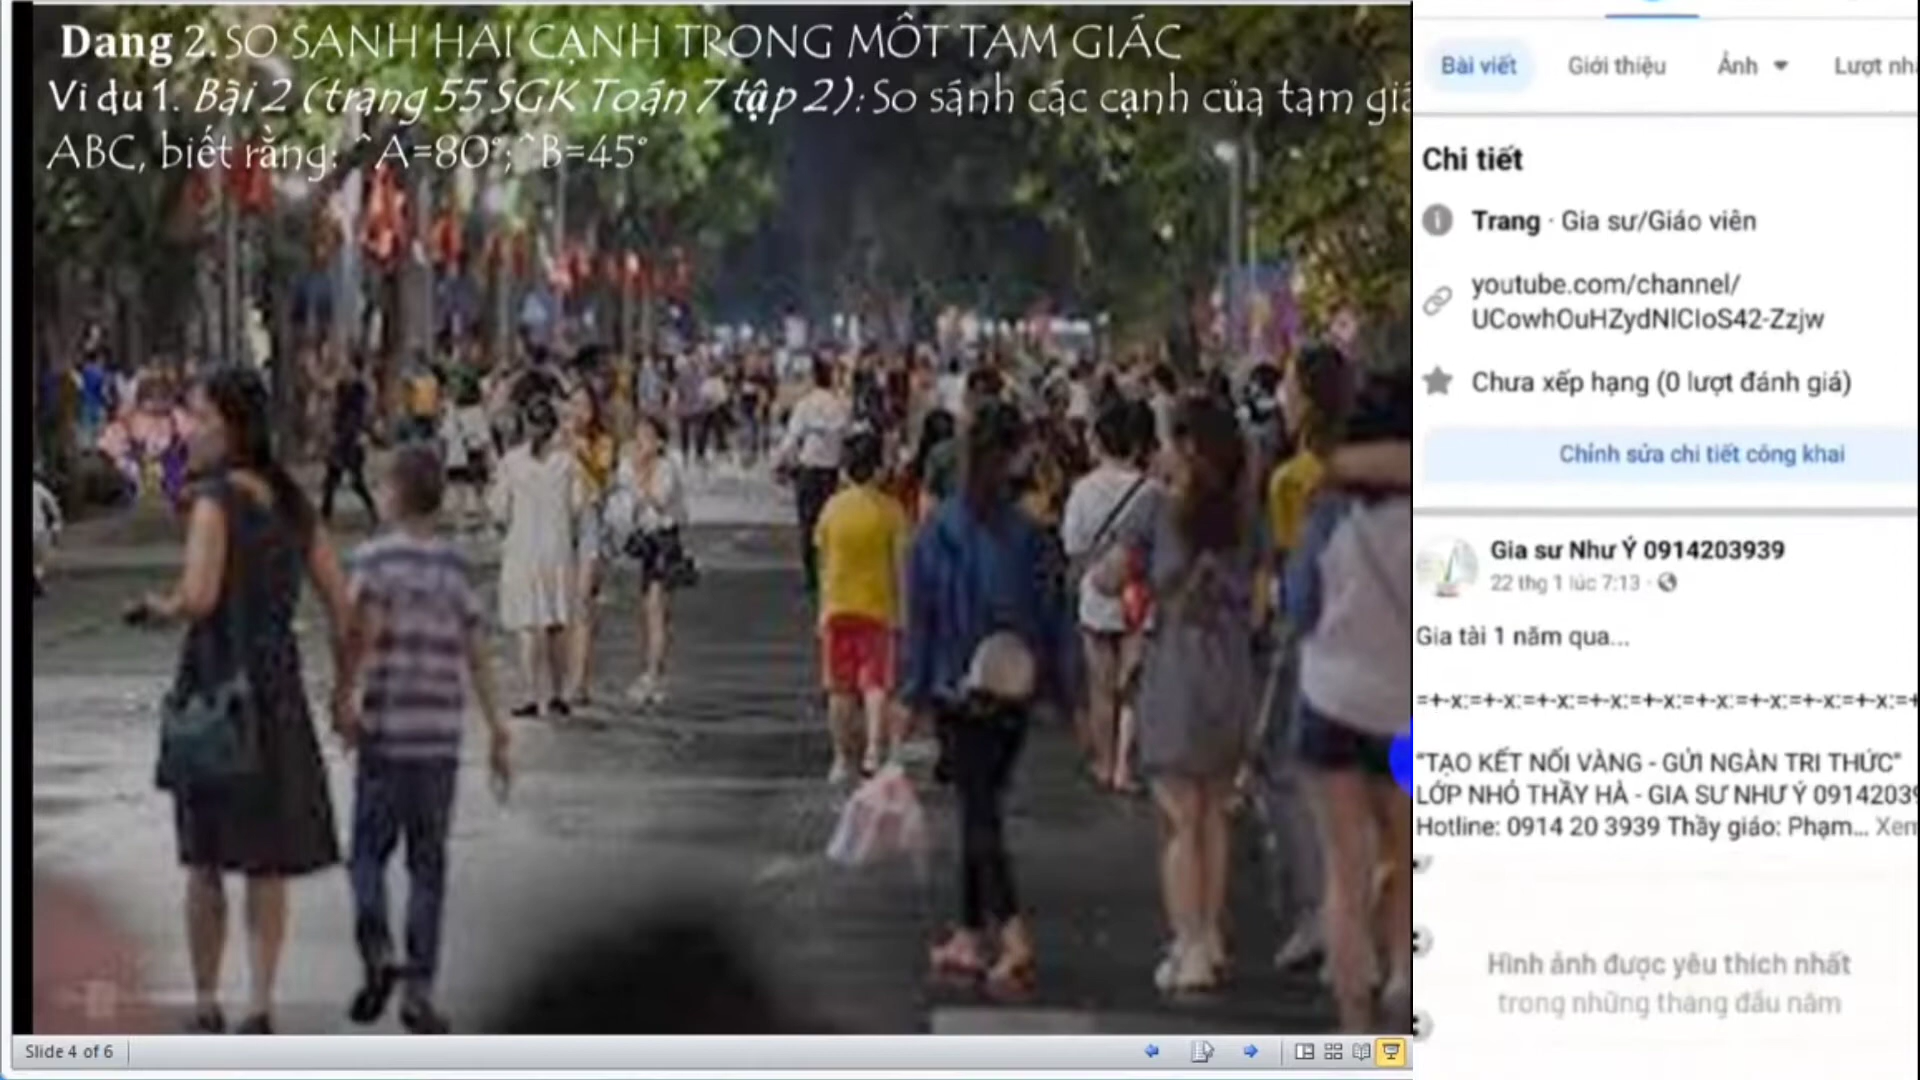 Dang 2. SO SANH HAI CẠNH TRONG MÔT TAM GIÁC
Vi du 1. Bài 2 (trang 55 SGK Toán 7 tập 2): So sánh các cạnh của tam giá
ABC, biết rằng: ^A=80°; ^B=45°
Slide 4 of 6
Bài viết Giới thiệu Ảnh Lượt nh
Chi tiết
Trang · Gia sư/Giáo viên
youtube.com/channel/
UCowhOuHZydNlCIoS42-Zzjw
Chưa xếp hạng (0 lượt đánh giá)
Chỉnh sửa chi tiết công khai
Gia sư Như Ý 0914203939
22 thg 1 lúc 7:13 ·
Gia tài 1 năm qua...
=+-x:=+-x:=+-x:=+-x:=+-x:=+-x:=+-x:=+-x:=+-x:=+
"TẠO KẾT NỐI VÀNG - GỬI NGÀN TRI THỨC"
LỚP NHỎ THẦY HÀ - GIA SƯ NHƯ Ý 09142039
Hotline: 0914 20 3939 Thầy giáo: Phạm... Xem
Hình ảnh được yêu thích nhất
trong những tháng đầu năm